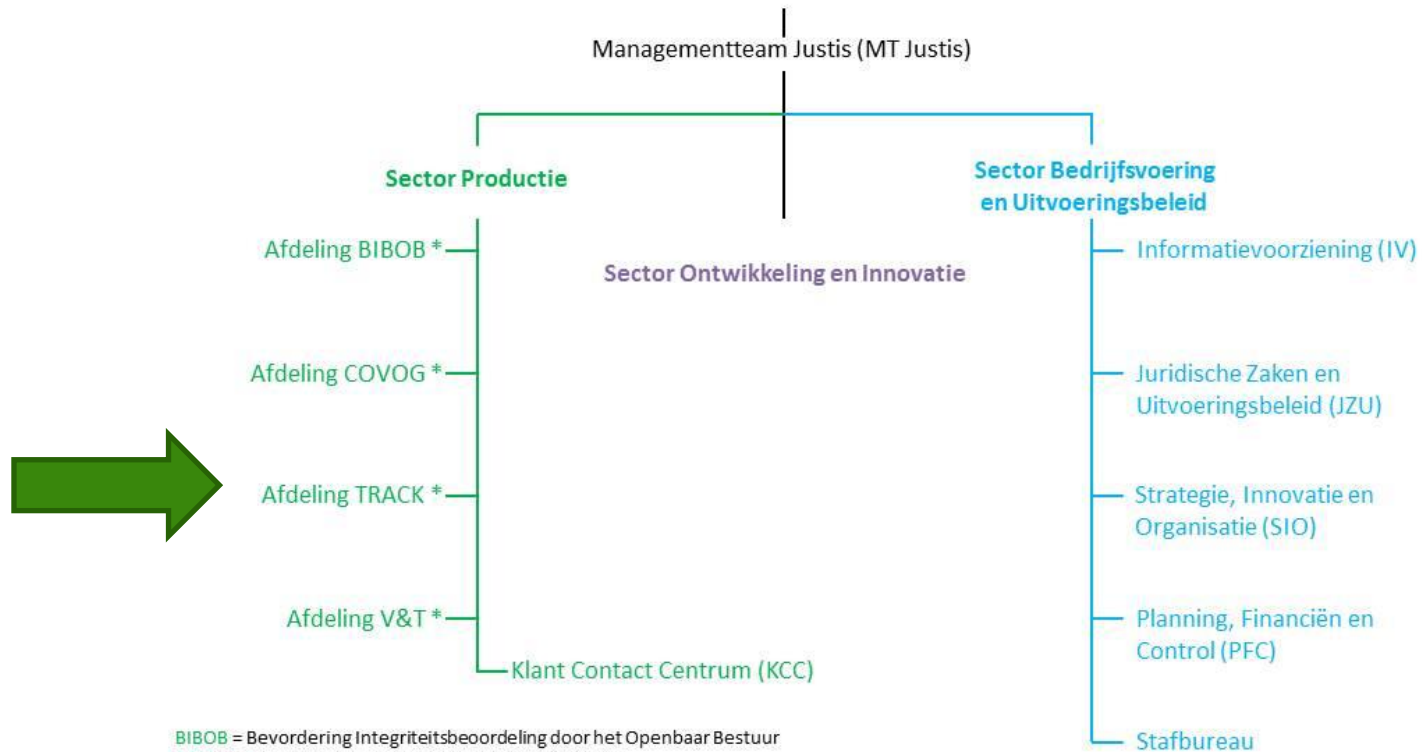 Managementteam Justis (MT Justis)
Sector Productie
Afdeling BIBOB *
Afdeling COVOG *
Afdeling TRACK *
Afdeling V&T *
Klant Contact Centrum (KCC)
Sector Ontwikkeling en Innovatie
Sector Bedrijfsvoering
en Uitvoeringsbeleid
Informatievoorziening (IV)
Juridische Zaken en
Uitvoeringsbeleid (JZU)
Strategie, Innovatie en
Organisatie (SIO)
Planning, Financiën en
Control (PFC)
Stafbureau
BIBOB = Bevordering Integriteitsbeoordeling door het Openbaar Bestuur